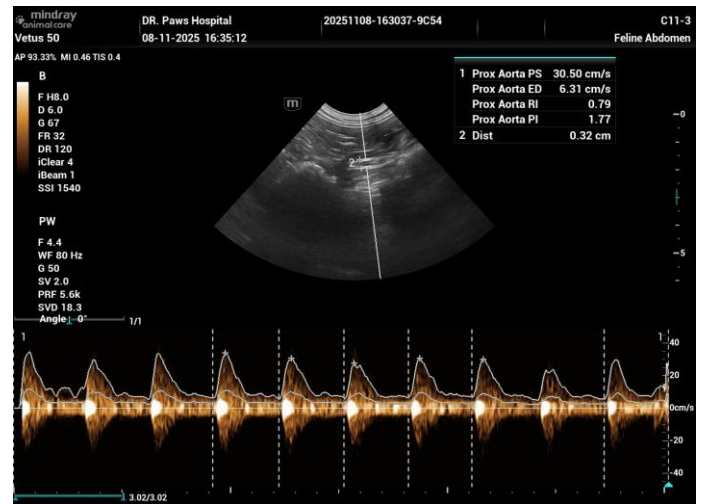 mindray
animalcare
DR. Paws Hospital
20251108-163037-9C54
C11-3
Vetus 50
08-11-2025 16:35:12
Feline Abdomen
AP 93.33% MI 0.46 TIS 0.4
B
F H8.0
D 6.0
G 67
FR 32
DR 120
iClear 4
iBeam 1
SSI 1540
PW
F 4.4
WF 80 Hz
G 50
SV 2.0
PRF 5.6k
SVD 18.3
Angle 0°
1/1
m
1 Prox Aorta PS 30.50 cm/s
Prox Aorta ED 6.31 cm/s
Prox Aorta RI 0.79
Prox Aorta PI 1.77
2 Dist 0.32 cm
2
0
5
1
1
40
20
0cm/s
-20
-40
3.02/3.02